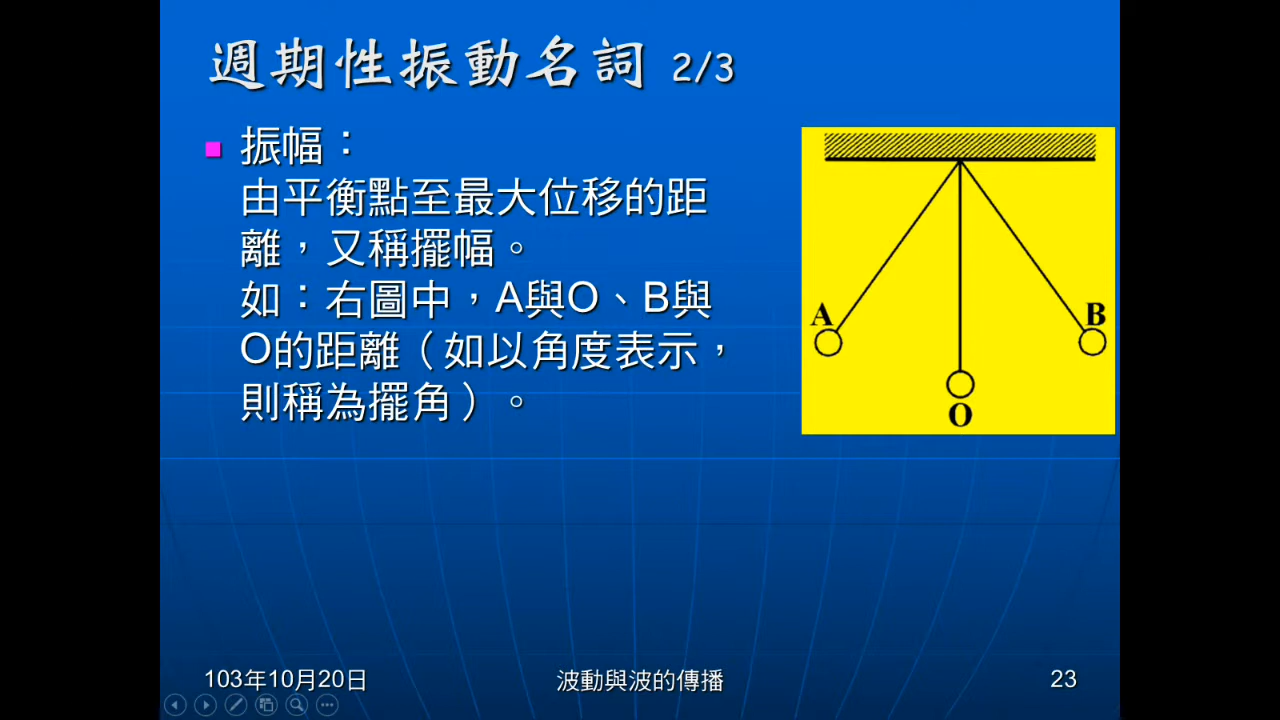 週期性振動名詞 2/3
振幅：
由平衡點至最大位移的距
離，又稱擺幅。
如：右圖中，A與O、B與
O的距離（如以角度表示，
則稱為擺角）。
A
B
O
103年10月20日
波動與波的傳播
23